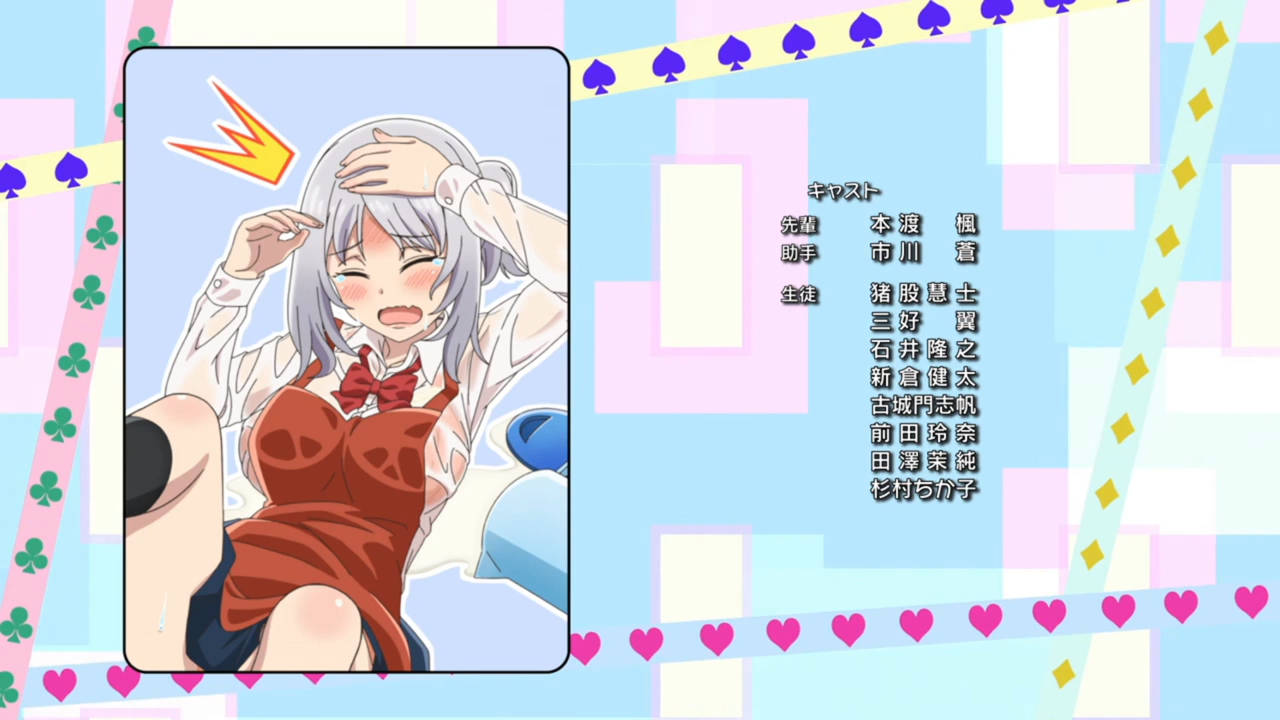 キャスト
先輩 本渡 楓
助手 市川 蒼
生徒 猪股慧士
三好 翼
石井隆之
新倉健太
古城門志帆
前田玲奈
田澤茉純
杉村ちか子